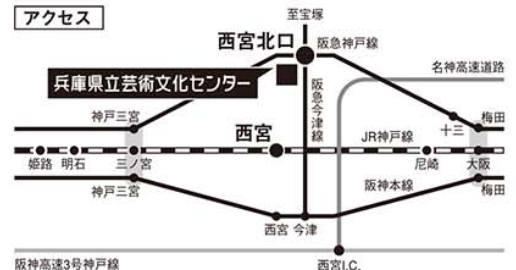 アクセス
至宝塚
西宮北口
阪急神戸線
名神高速道路
兵庫県立芸術文化センター
阪急今津線
神戸三宮
十三
梅田
西宮
JR神戸線
姫路
明石
三ノ宮
尼崎
大阪
神戸三宮
阪神本線
梅田
西宮
今津
阪神高速3号神戸線
西宮I.C.